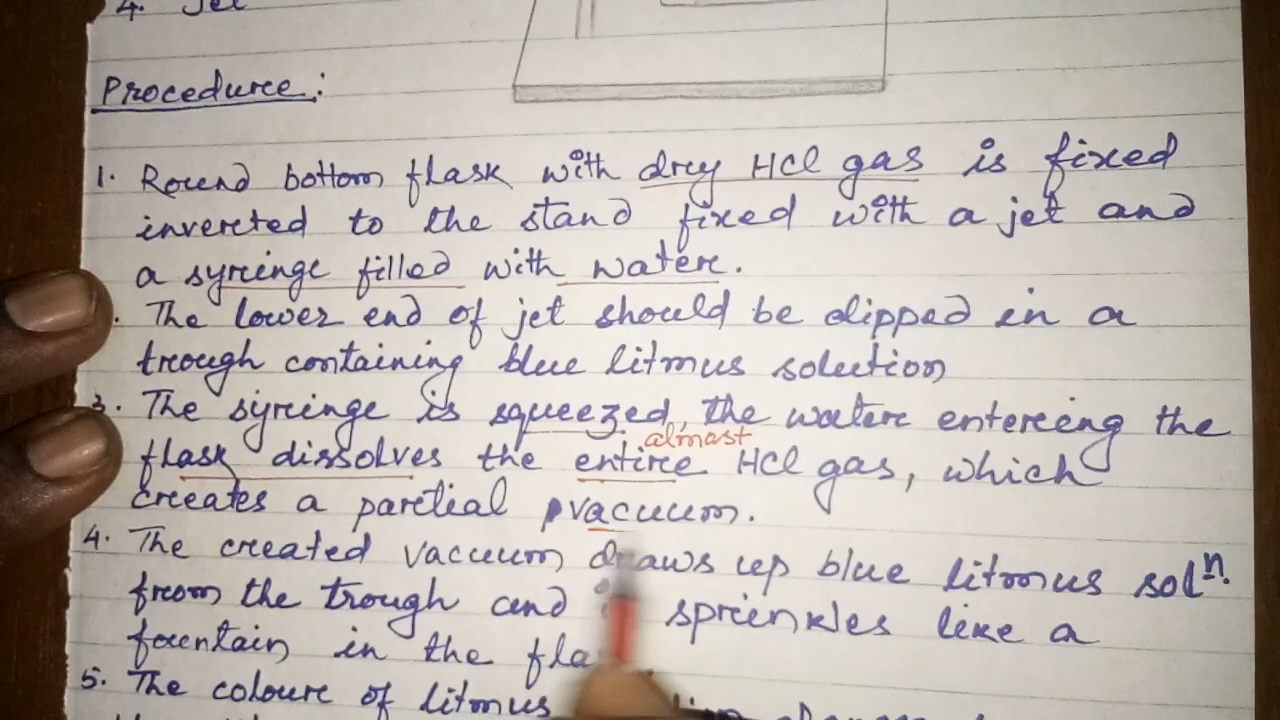 4. Jet
Procedure:
1. Round bottom flask with dry HCl gas is fixed
inverted to the stand fixed with a jet and
a syringe filled with water.
. The lower end of jet should be dipped in a
trough containing blue litmus solution
3. The syringe is squeezed, the water entering the
almast
flask dissolves the entire HCl gas, which
creates a partial vacuum.
4. The created vacuum draws up blue litmus solⁿ.
from the trough and sprinkles like a
fountain in the
5. The colour of litmus